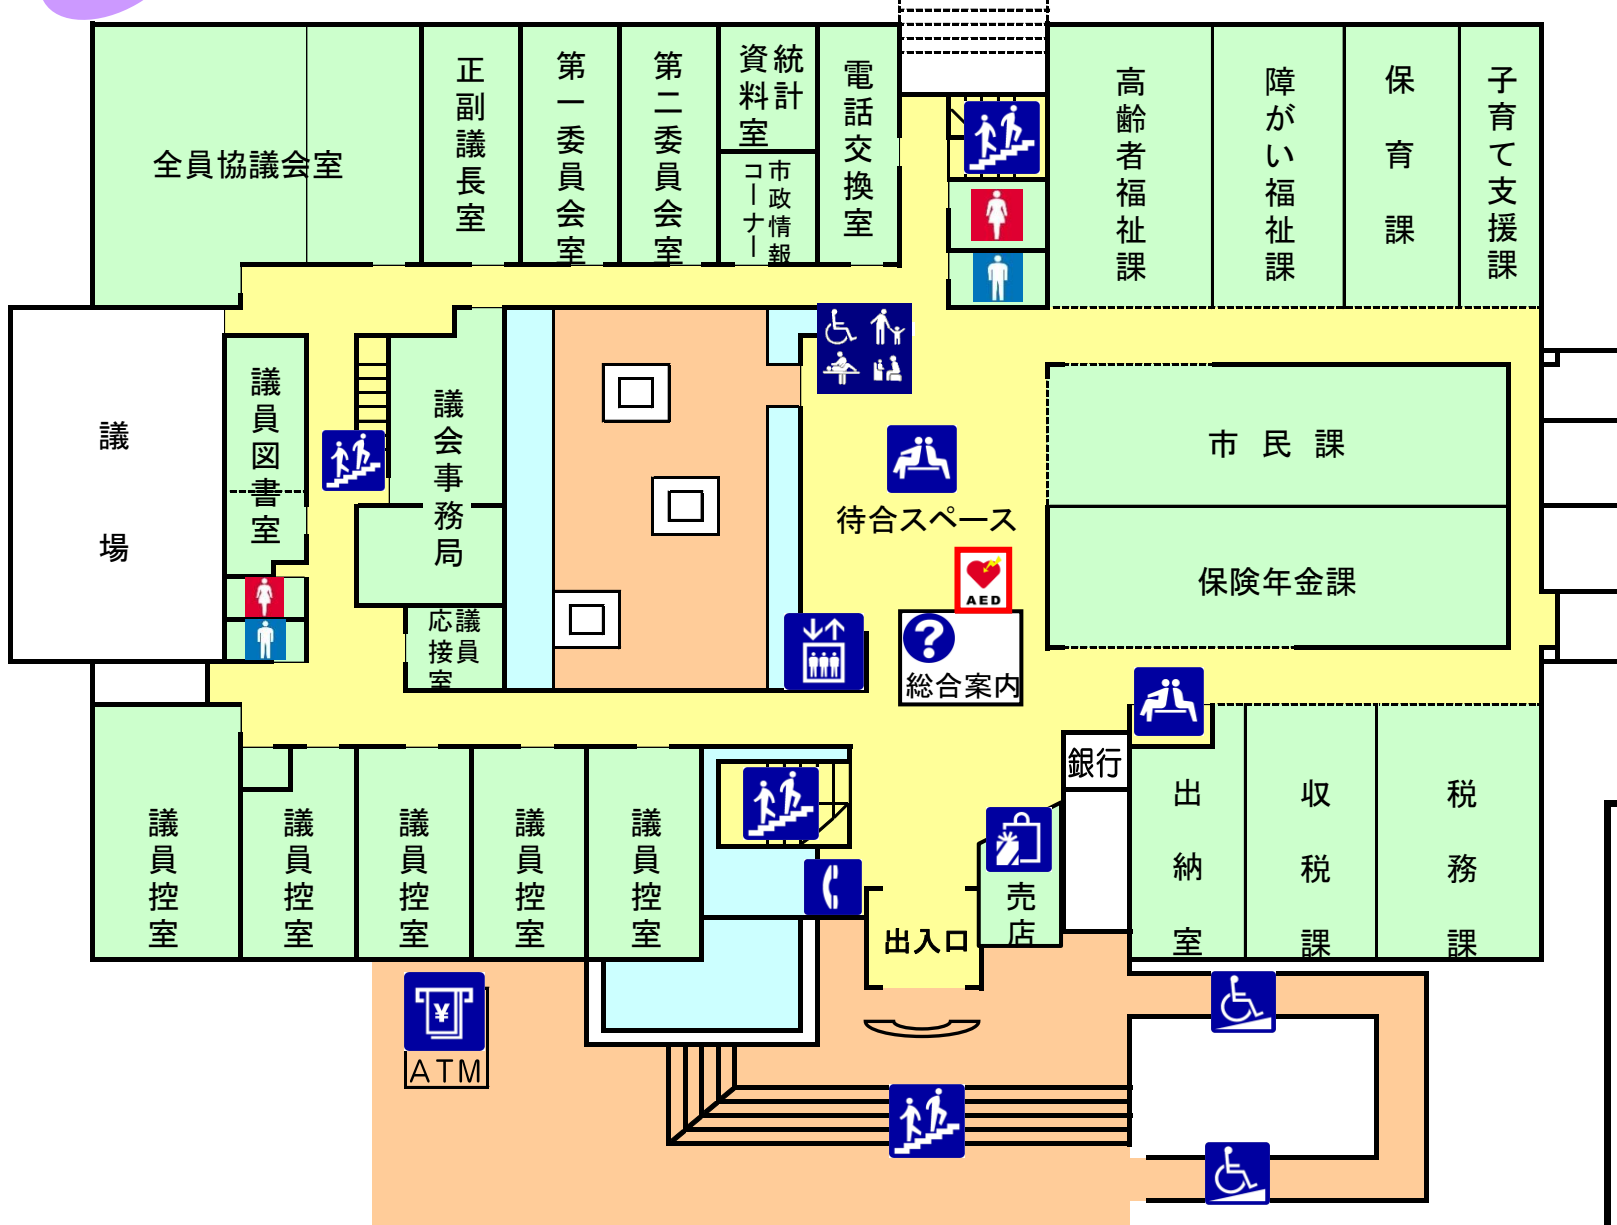 全員協議会室
正副議長室
第一委員会室
第二委員会室
統計
資料室
市政情報
コーナー
電話交換室
高齢者福祉課
障がい福祉課
保育課
子育て支援課
議場
議員図書室
議会事務局
議員
応接室
待合スペース
AED
?
総合案内
市民課
保険年金課
銀行
出納室
収税課
税務課
議員控室
議員控室
議員控室
議員控室
議員控室
売店
出入口
¥
ATM